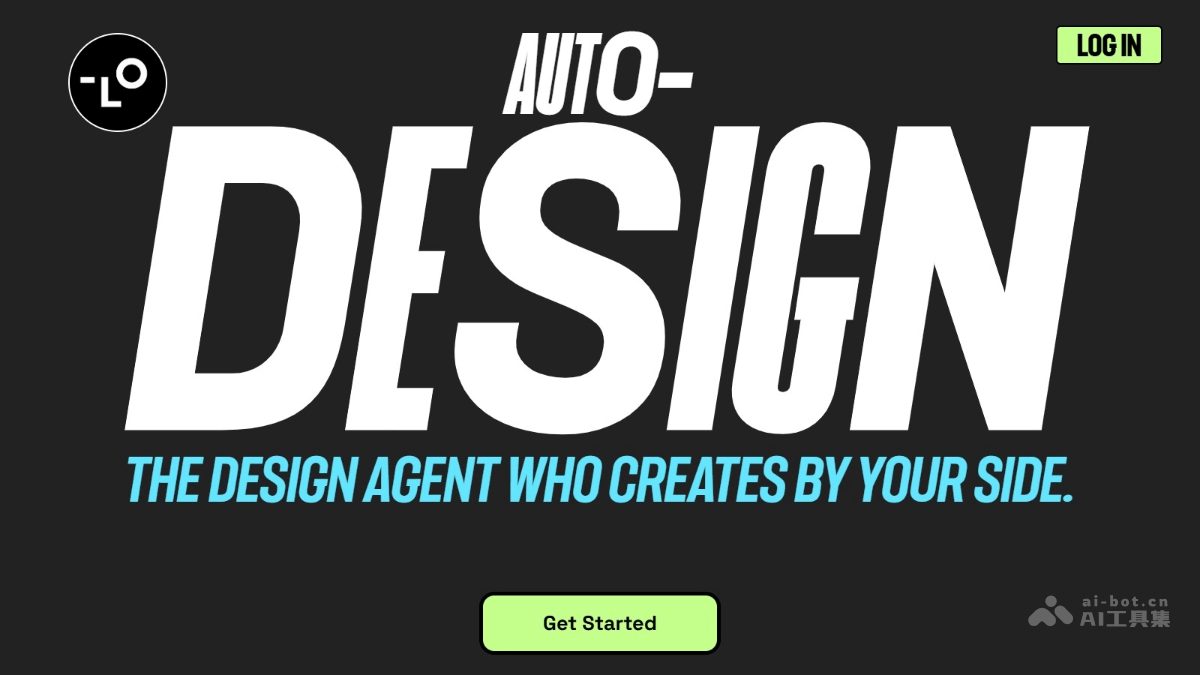 -LO
LOG IN
AUTO-
DESIGN
THE DESIGN AGENT WHO CREATES BY YOUR SIDE.
Get Started
ai-bot.cn
AI工具集